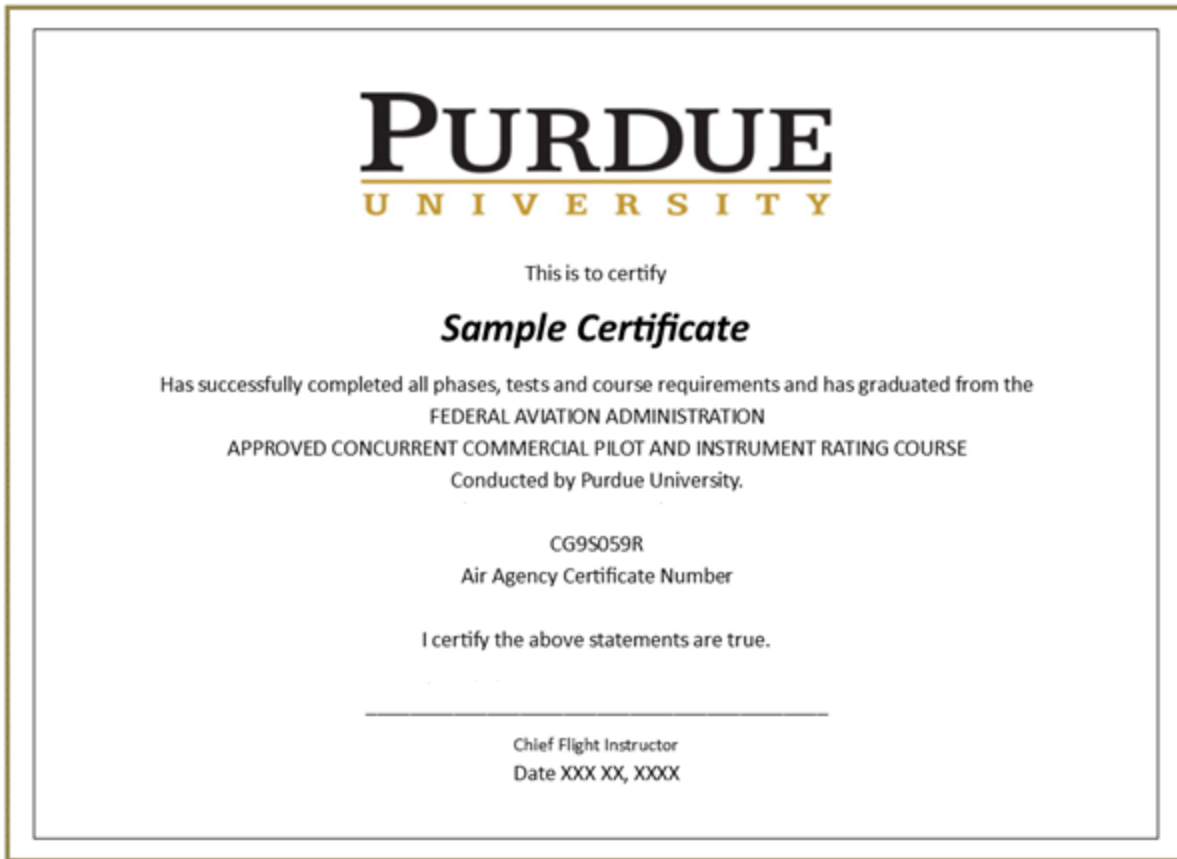 PURDUE
UNIVERSITY
This is to certify
Sample Certificate
Has successfully completed all phases, tests and course requirements and has graduated from the
FEDERAL AVIATION ADMINISTRATION
APPROVED CONCURRENT COMMERCIAL PILOT AND INSTRUMENT RATING COURSE
Conducted by Purdue University.
CG9S059R
Air Agency Certificate Number
I certify the above statements are true.
Chief Flight Instructor
Date XXX XX, XXXX